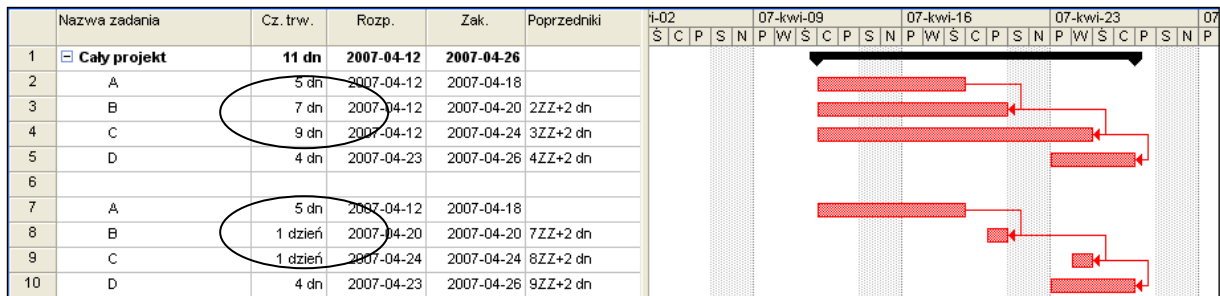 Nazwa zadania Cz. trw. Rozp. Zak. Poprzedniki i-02 07-kwi-09 07-kwi-16 07-kwi-23 07
Ś C P S N P W Ś C P S N P W Ś C P S N P W Ś C P S N P
1 Cały projekt 11 dn 2007-04-12 2007-04-26
2 A 5 dn 2007-04-12 2007-04-18
3 B 7 dn 2007-04-12 2007-04-20 2ZZ+2 dn
4 C 9 dn 2007-04-12 2007-04-24 3ZZ+2 dn
5 D 4 dn 2007-04-23 2007-04-26 4ZZ+2 dn
6
7 A 5 dn 2007-04-12 2007-04-18
8 B 1 dzień 2007-04-20 2007-04-20 7ZZ+2 dn
9 C 1 dzień 2007-04-24 2007-04-24 8ZZ+2 dn
10 D 4 dn 2007-04-23 2007-04-26 9ZZ+2 dn